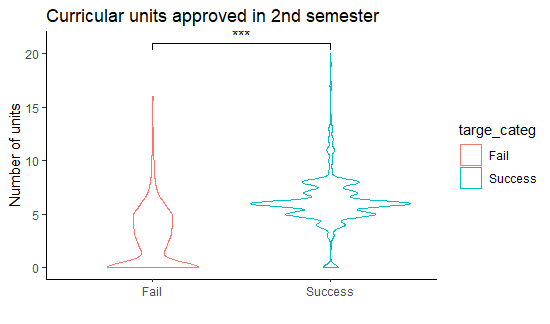 Curricular units approved in 2nd semester
***
20
15
10
5
0
Number of units
Fail
Success
targe_categ
Fail
Success